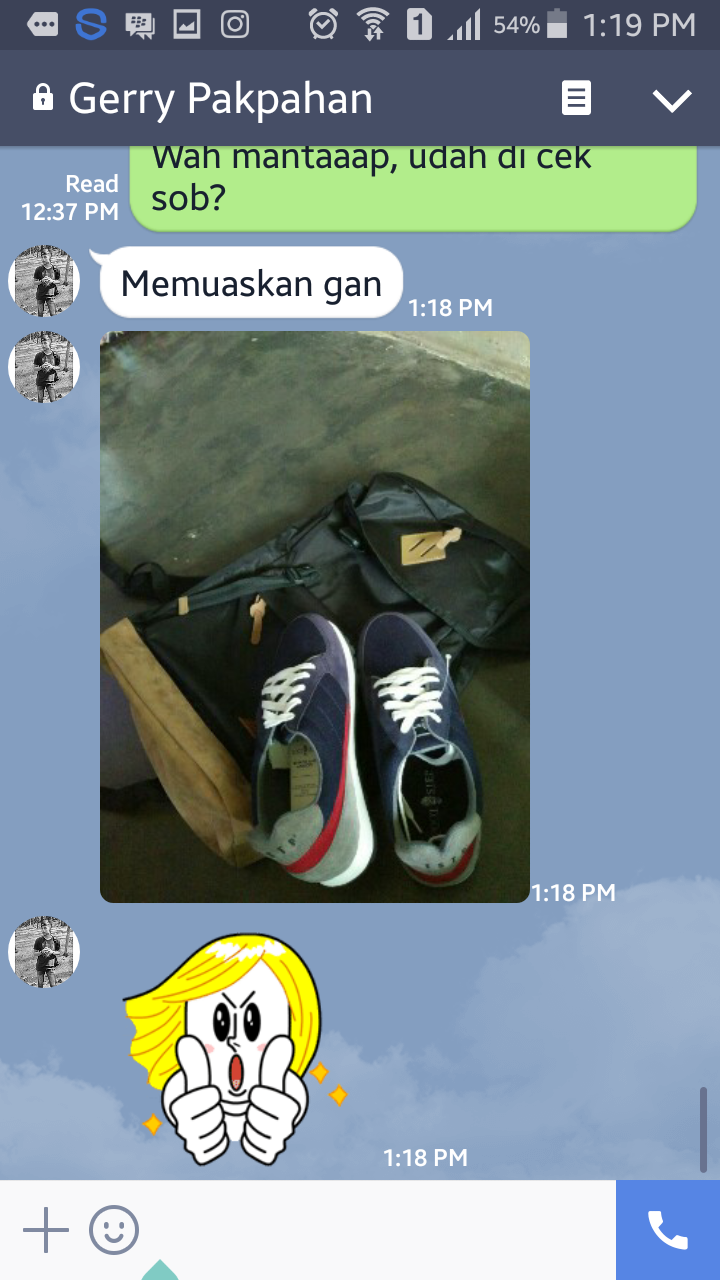 54% 1:19 PM
Gerry Pakpahan
Wah mantaaap, udah di cek
sob?
Read
12:37 PM
Memuaskan gan
1:18 PM
1:18 PM
1:18 PM